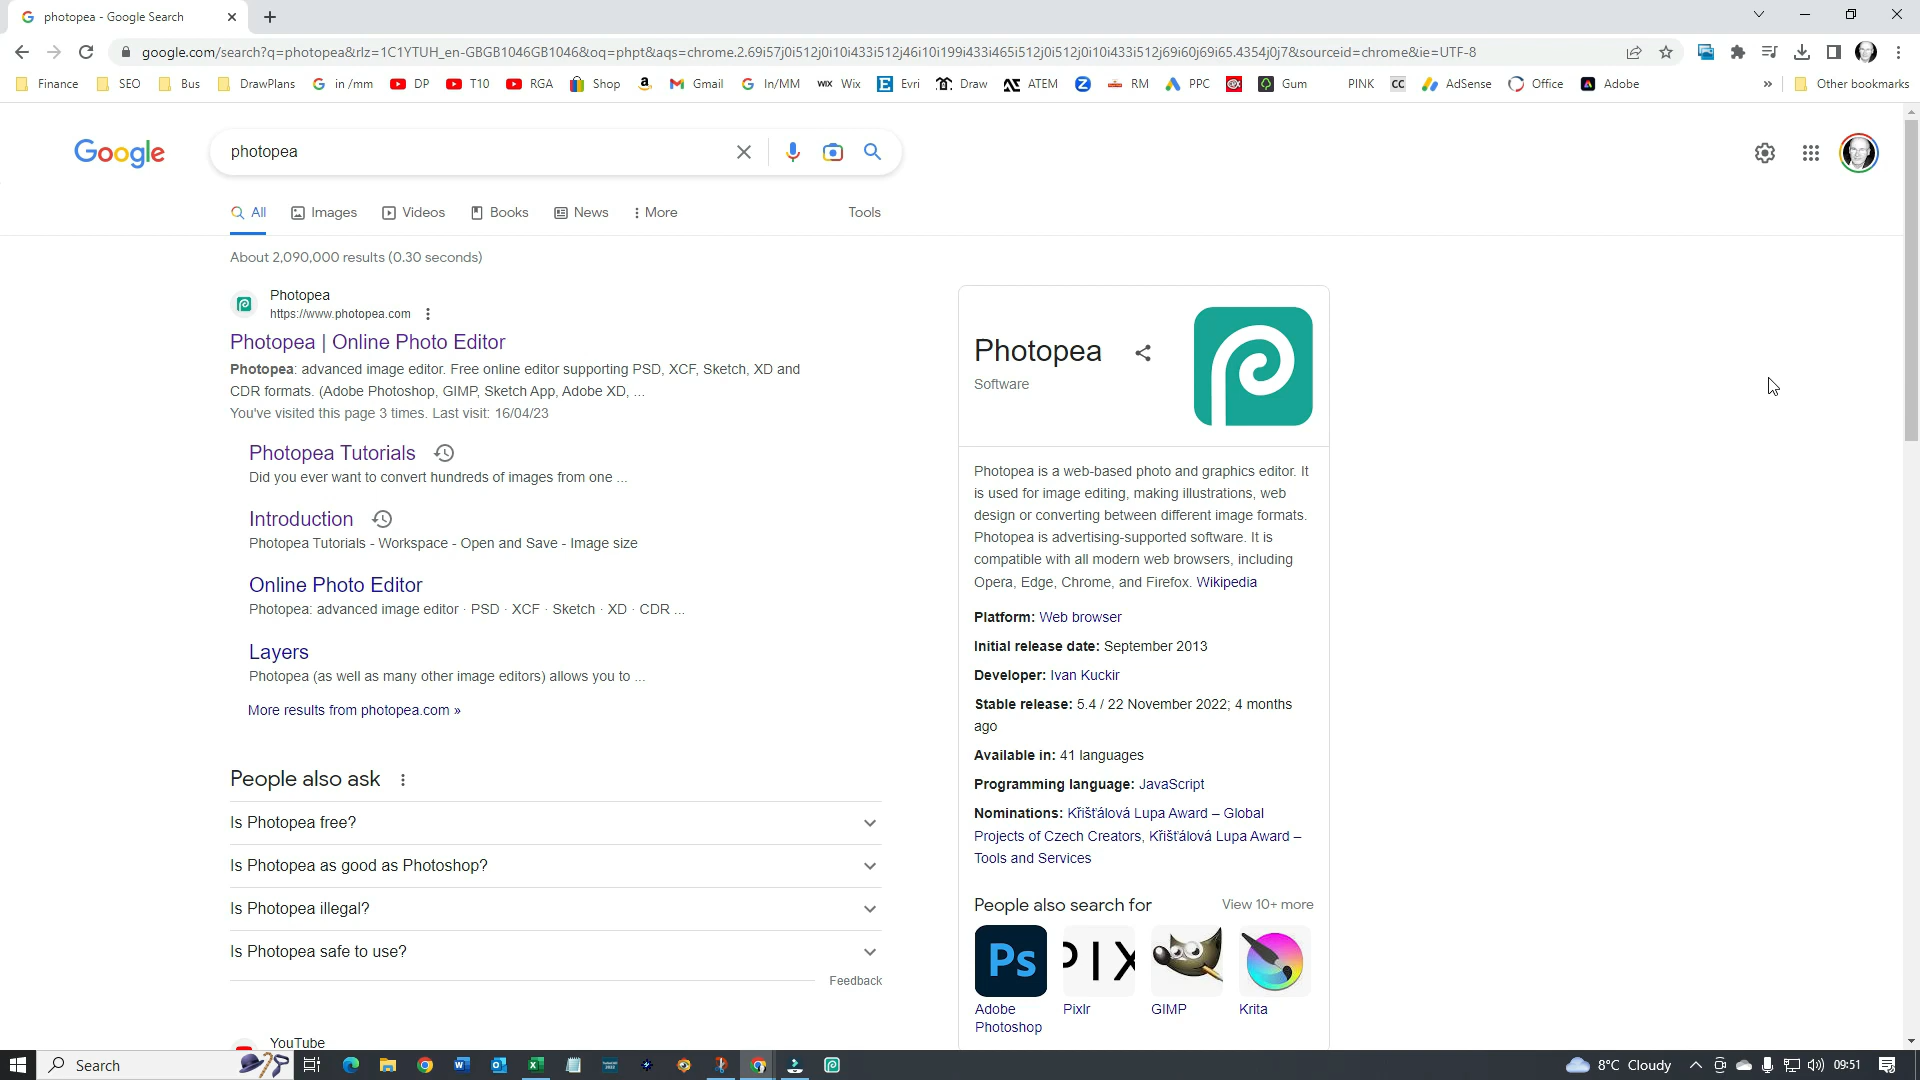 photopea - Google Search
google.com/search?q=photopea&rlz=1C1YTUH_en-GBGB1046GB1046&oq=phpt&aqs=chrome.2.69i57j0i512j0i10i433i512j46i10i199i433i465i512j0i512j0i10i433i512j69i60j69i65.4354j0j7&sourceid=chrome&ie=UTF-8
Finance SEO Bus DrawPlans in /mm DP T10 RGA Shop Gmail In/MM WIX Wix Evri Draw ATEM RM PPC Gum PINK CC AdSense Office Adobe » Other bookmarks
Google
photopea
All Images Videos Books News More Tools
About 2,090,000 results (0.30 seconds)
Photopea
https://www.photopea.com
Photopea | Online Photo Editor
Photopea: advanced image editor. Free online editor supporting PSD, XCF, Sketch, XD and
CDR formats. (Adobe Photoshop, GIMP, Sketch App, Adobe XD, ...
You've visited this page 3 times. Last visit: 16/04/23
Photopea Tutorials
Did you ever want to convert hundreds of images from one ...
Introduction
Photopea Tutorials - Workspace - Open and Save - Image size
Online Photo Editor
Photopea: advanced image editor · PSD · XCF · Sketch · XD · CDR ...
Layers
Photopea (as well as many other image editors) allows you to ...
More results from photopea.com »
People also ask
Is Photopea free?
Is Photopea as good as Photoshop?
Is Photopea illegal?
Is Photopea safe to use?
Feedback
YouTube
Photopea
Software
Photopea is a web-based photo and graphics editor. It
is used for image editing, making illustrations, web
design or converting between different image formats.
Photopea is advertising-supported software. It is
compatible with all modern web browsers, including
Opera, Edge, Chrome, and Firefox. Wikipedia
Platform: Web browser
Initial release date: September 2013
Developer: Ivan Kuckir
Stable release: 5.4 / 22 November 2022; 4 months
ago
Available in: 41 languages
Programming language: JavaScript
Nominations: Křišťálová Lupa Award – Global
Projects of Czech Creators, Křišťálová Lupa Award –
Tools and Services
People also search for View 10+ more
Ps PIX
Adobe
Photoshop
Pixlr
GIMP
Krita
Search
8°C Cloudy 09:51